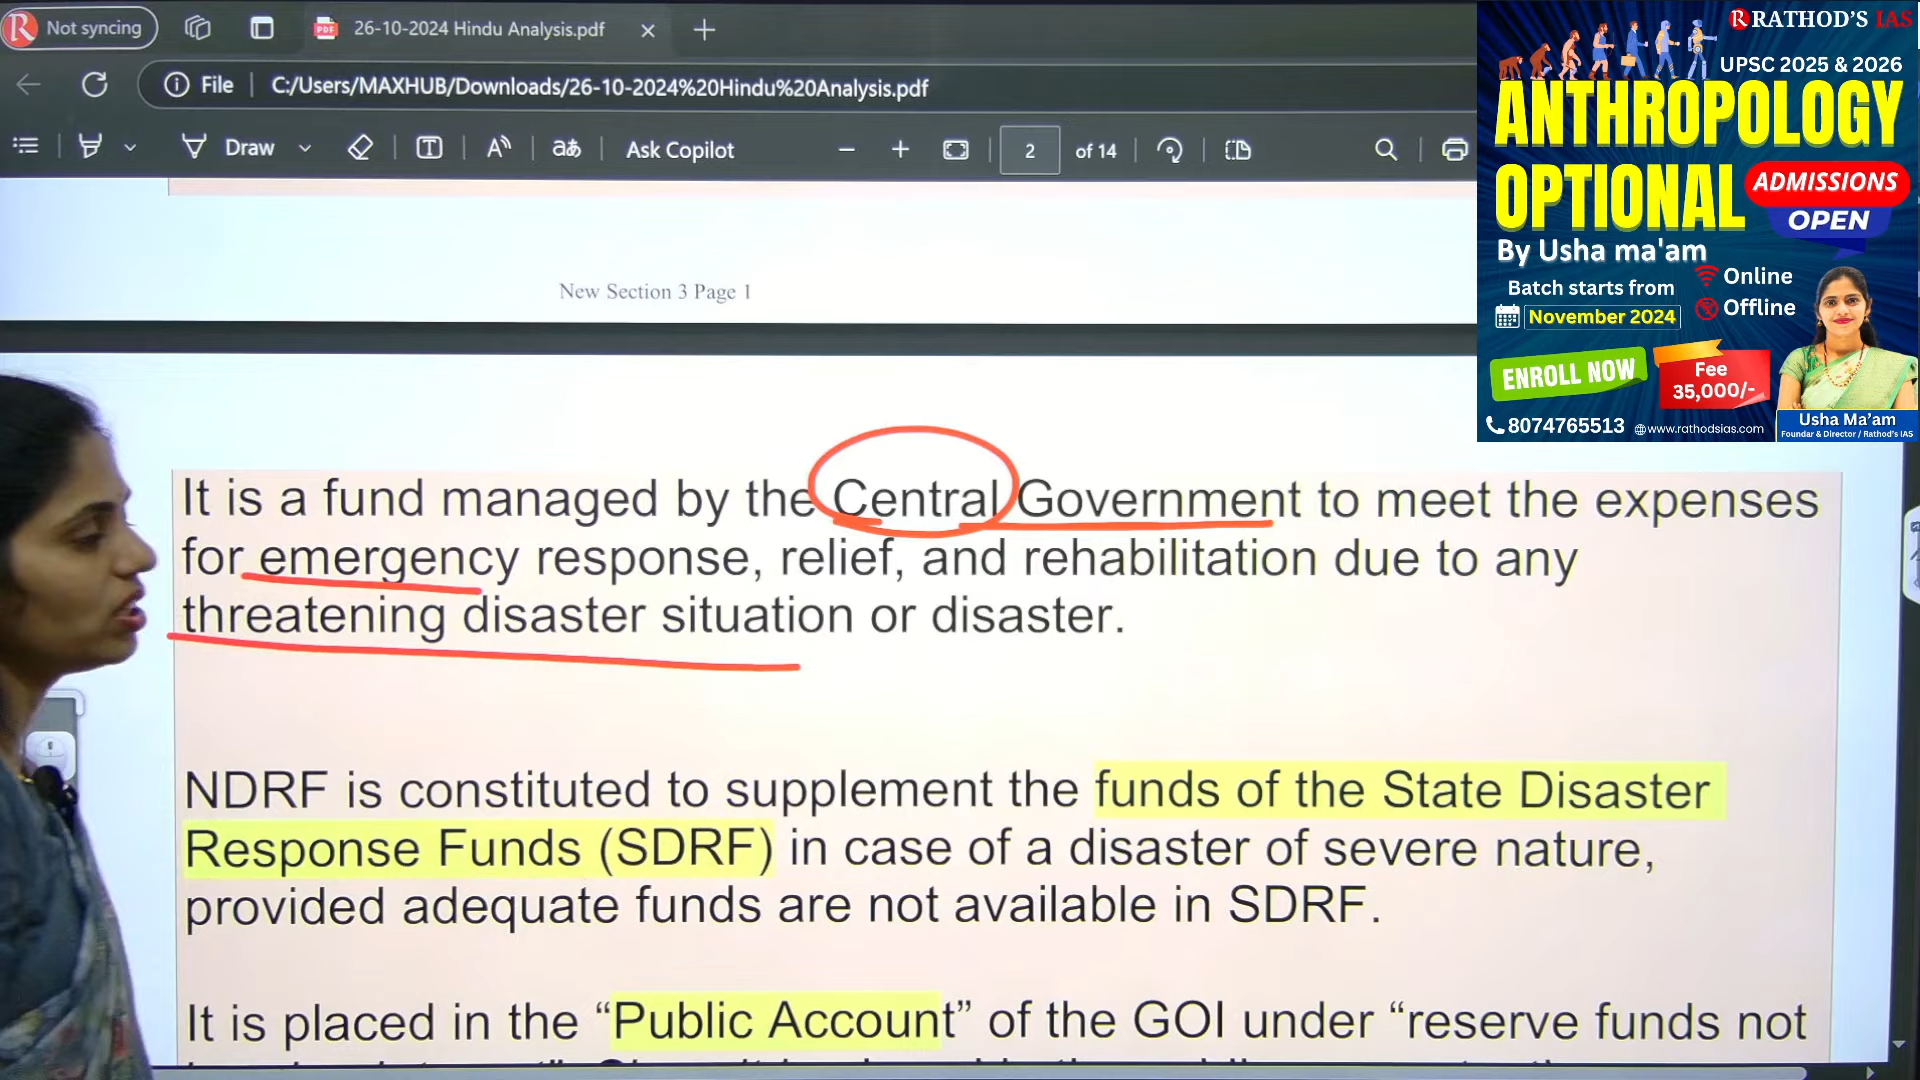 Not syncing
26-10-2024 Hindu Analysis.pdf
File
C:/Users/MAXHUB/Downloads/26-10-2024%20Hindu%20Analysis.pdf
Draw
Ask Copilot
2 of 14
New Section 3 Page 1
It is a fund managed by the Central Government to meet the expenses
for emergency response, relief, and rehabilitation due to any
threatening disaster situation or disaster.
NDRF is constituted to supplement the funds of the State Disaster
Response Funds (SDRF) in case of a disaster of severe nature,
provided adequate funds are not available in SDRF.
It is placed in the “Public Account” of the GOI under “reserve funds not
RATHOD'S IAS
UPSC 2025 & 2026
ANTHROPOLOGY
OPTIONAL
ADMISSIONS
OPEN
By Usha ma'am
Batch starts from
November 2024
Online
Offline
ENROLL NOW
Fee
35,000/-
8074765513
www.rathodsias.com
Usha Ma'am
Foundar & Director / Rathod's IAS